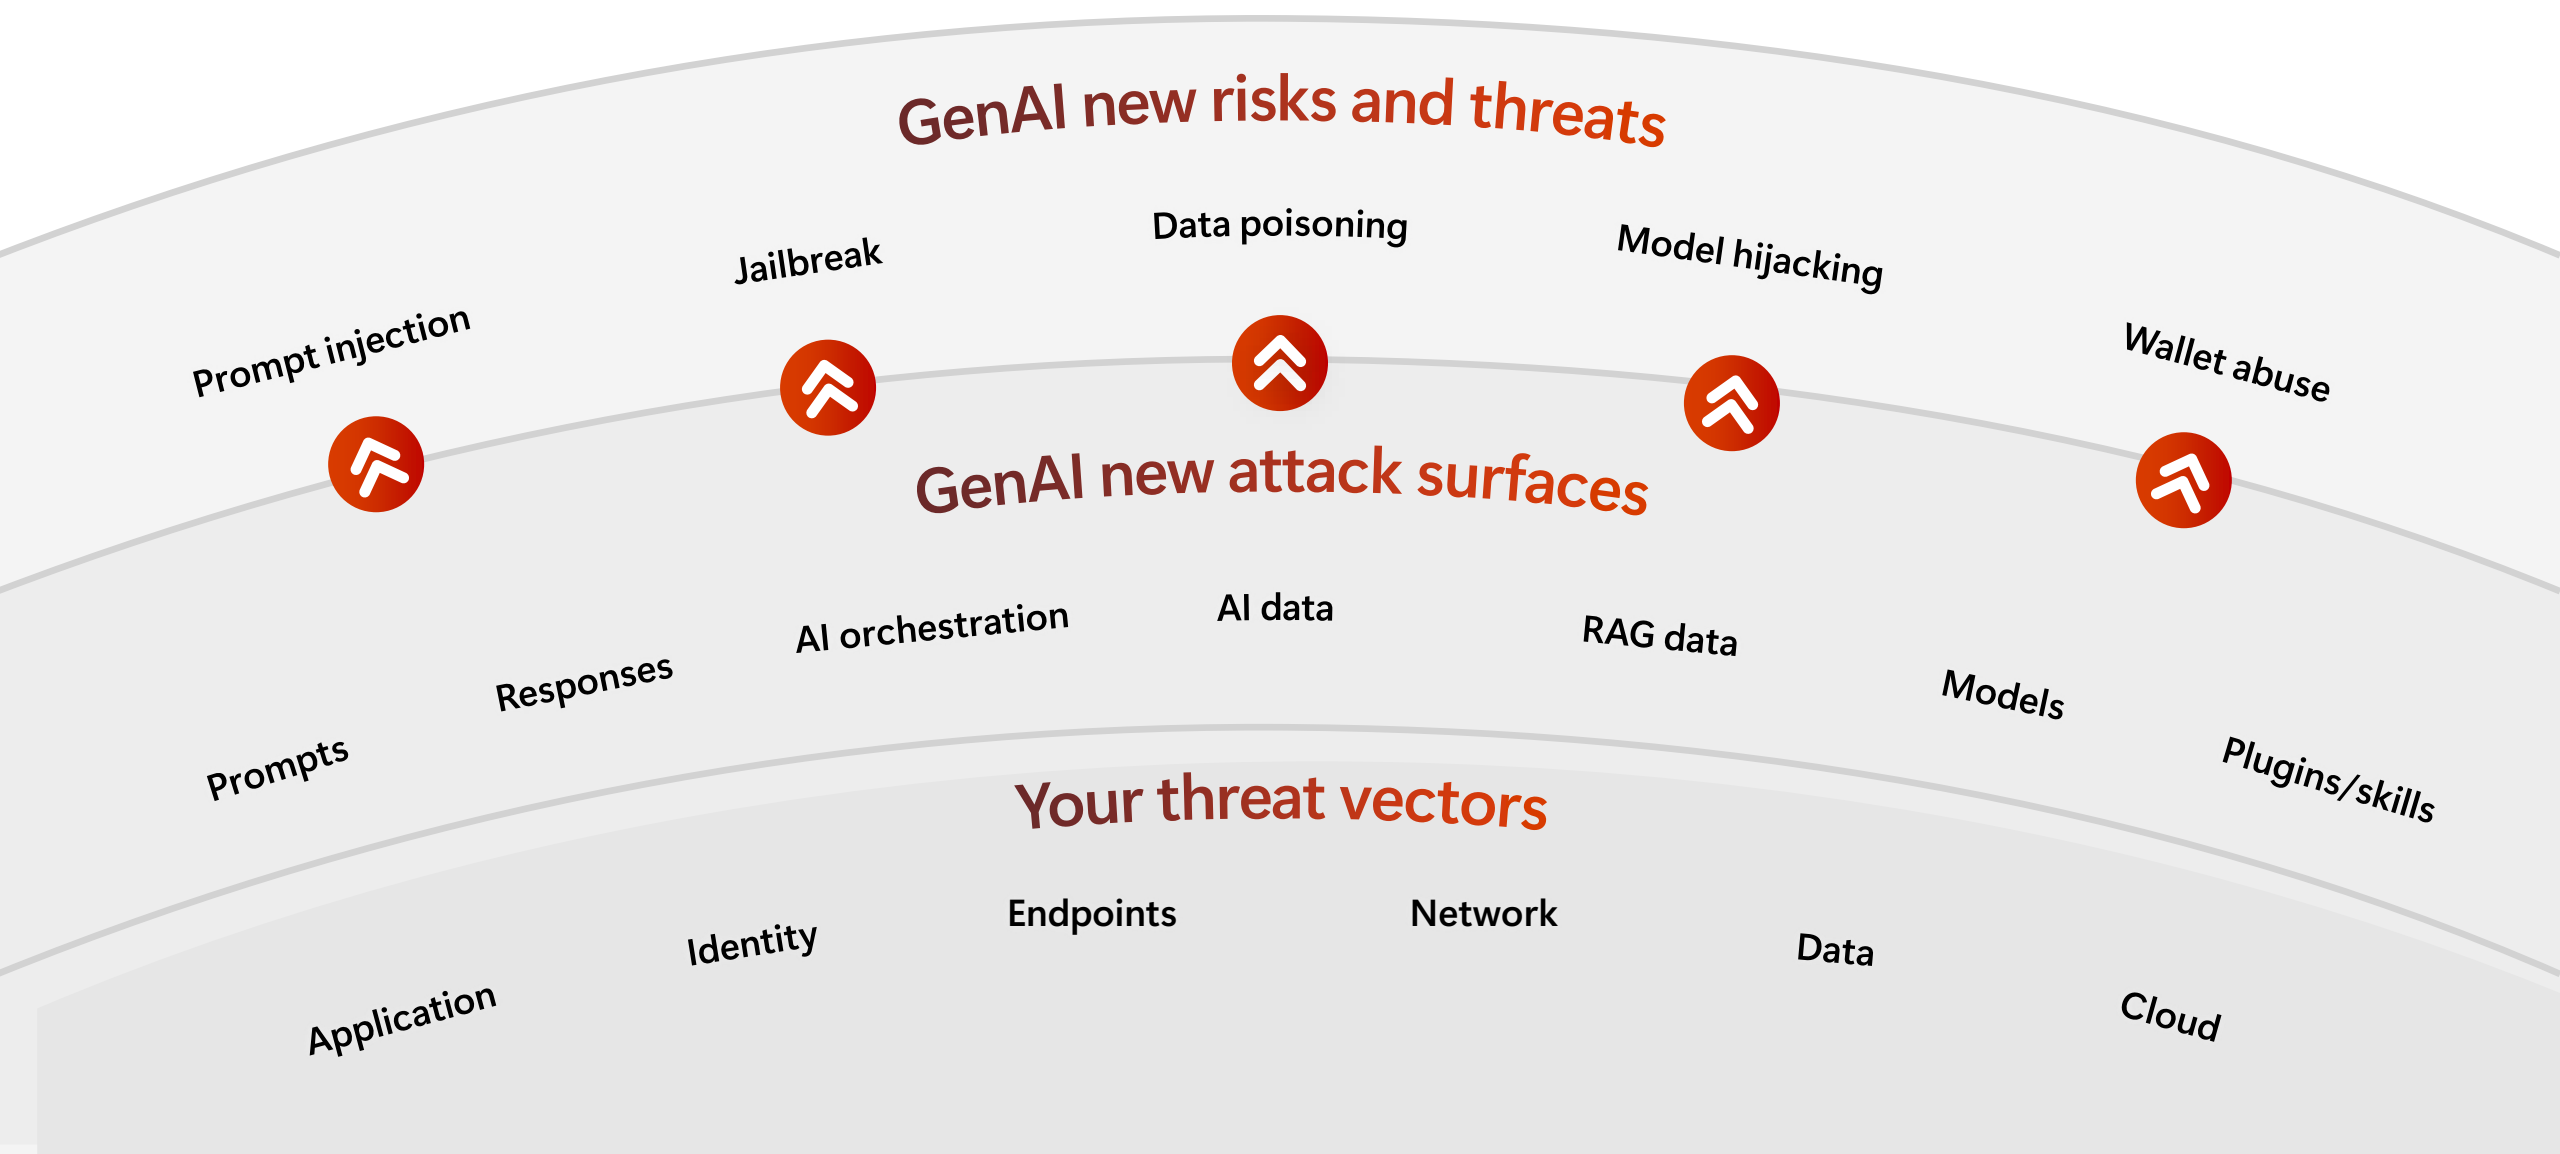 GenAI new risks and threats
Prompt injection
Jailbreak
Data poisoning
Model hijacking
Wallet abuse
GenAI new attack surfaces
Prompts
Responses
AI orchestration
AI data
RAG data
Models
Plugins/skills
Your threat vectors
Application
Identity
Endpoints
Network
Data
Cloud